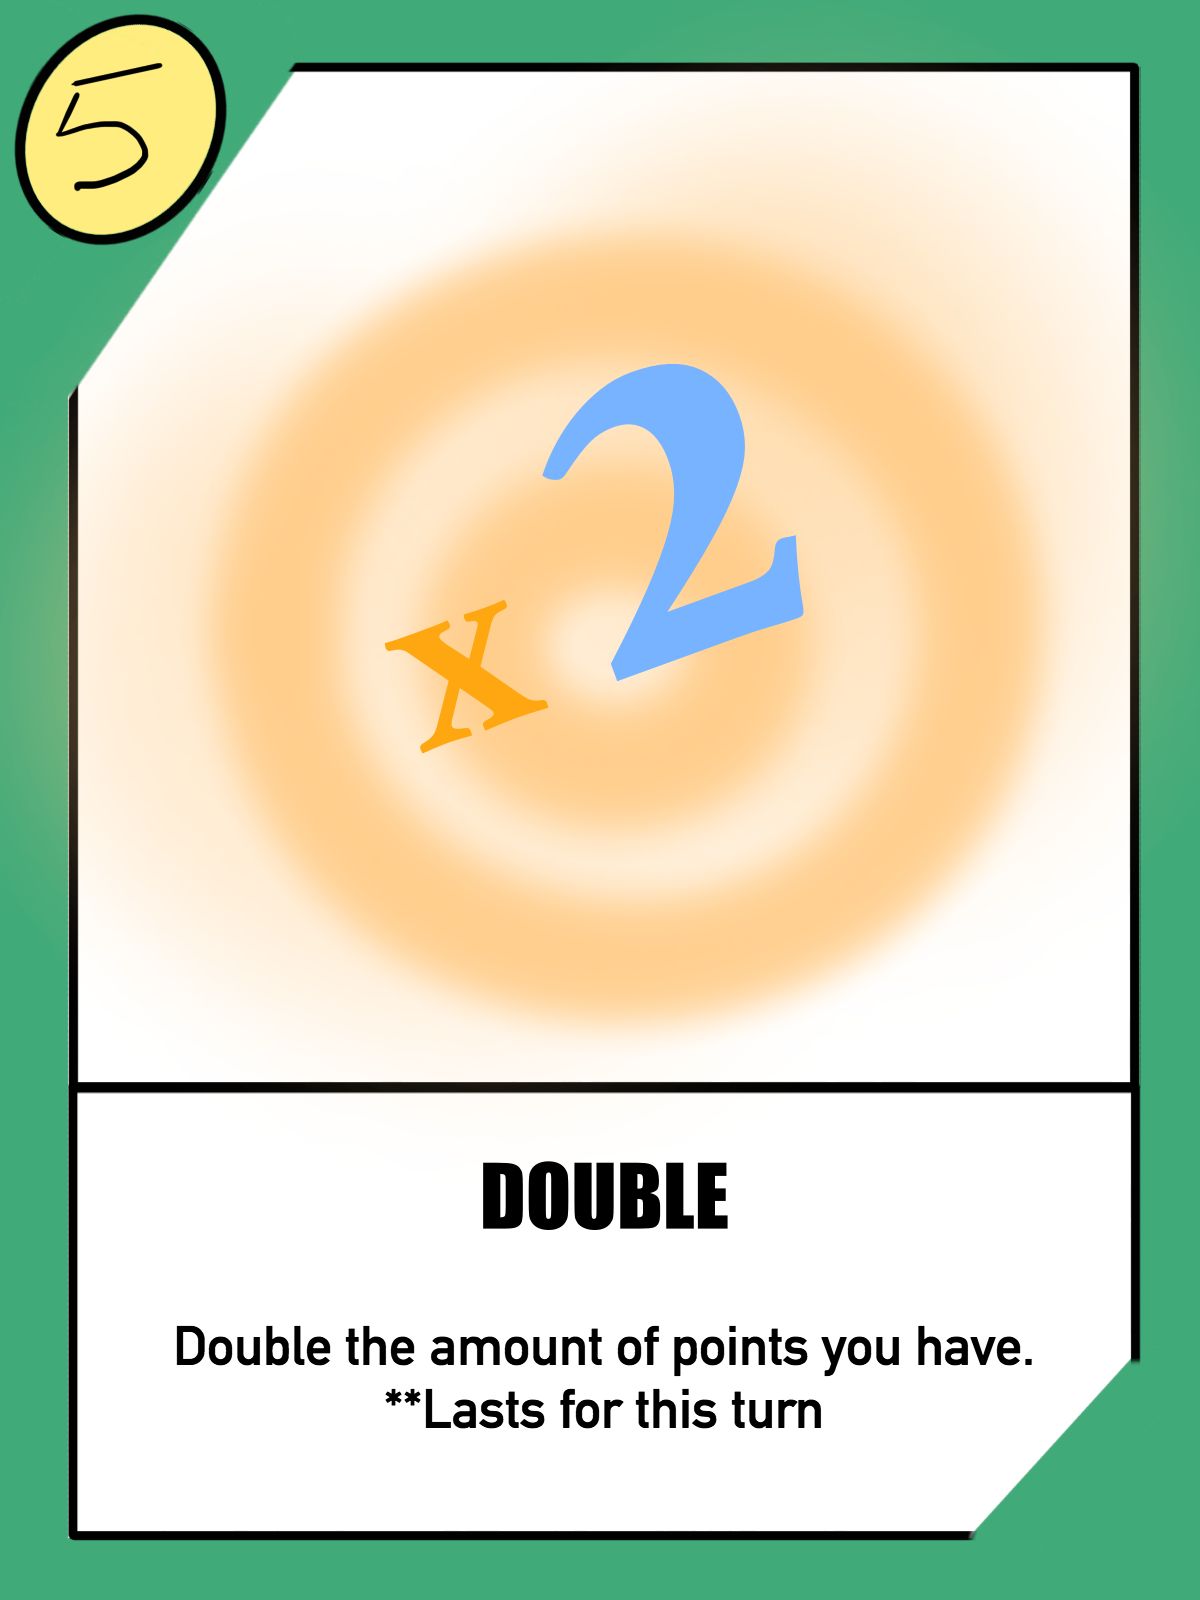 5
x2
DOUBLE
Double the amount of points you have.
**Lasts for this turn